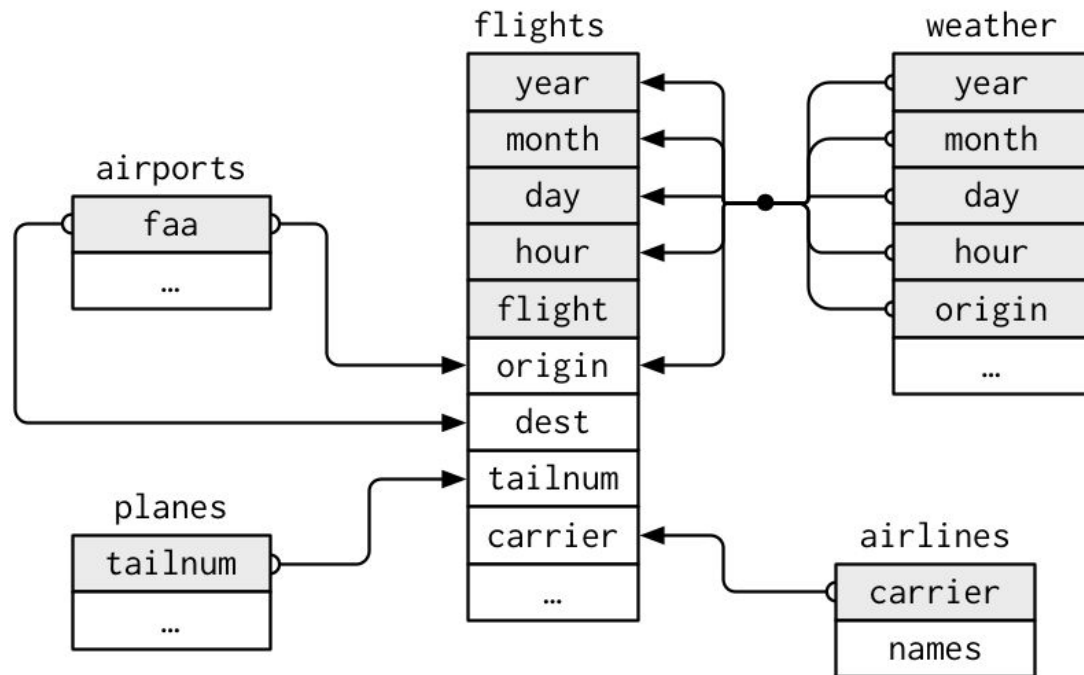 flights
year
month
day
hour
flight
origin
dest
tailnum
carrier
…
weather
year
month
day
hour
origin
…
airports
faa
…
planes
tailnum
…
airlines
carrier
names